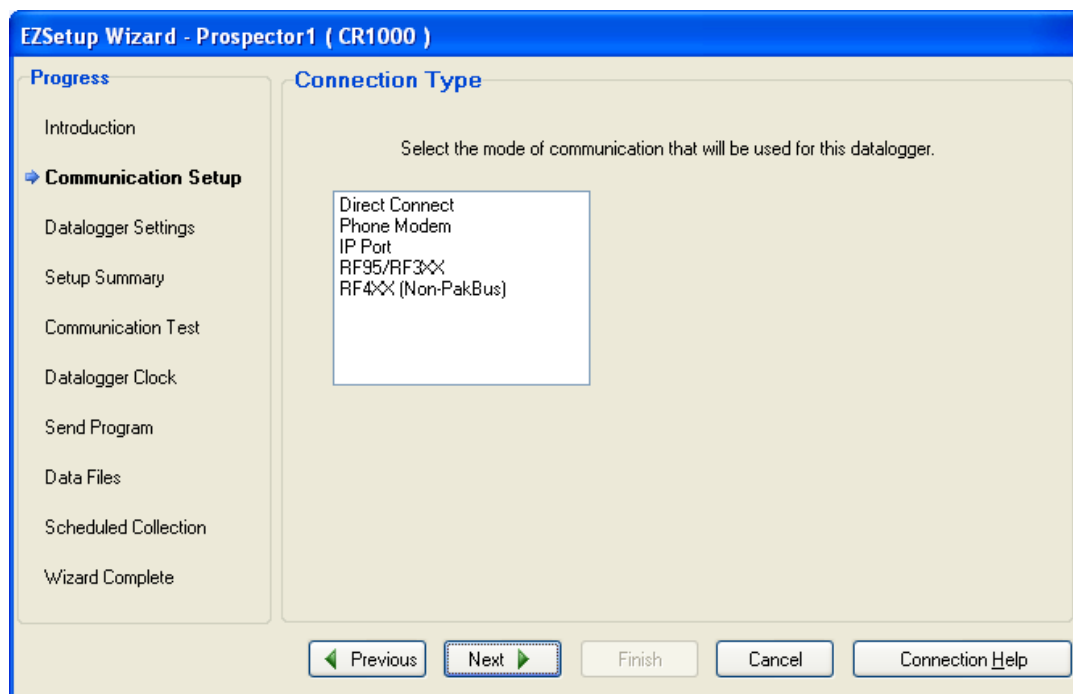 EZSetup Wizard - Prospector1 ( CR1000 )
Progress
Introduction
Communication Setup
Datalogger Settings
Setup Summary
Communication Test
Datalogger Clock
Send Program
Data Files
Scheduled Collection
Wizard Complete
Connection Type
Select the mode of communication that will be used for this datalogger.
Direct Connect
Phone Modem
IP Port
RF95/RF3XX
RF4XX (Non-PakBus)
Previous
Next
Finish
Cancel
Connection Help